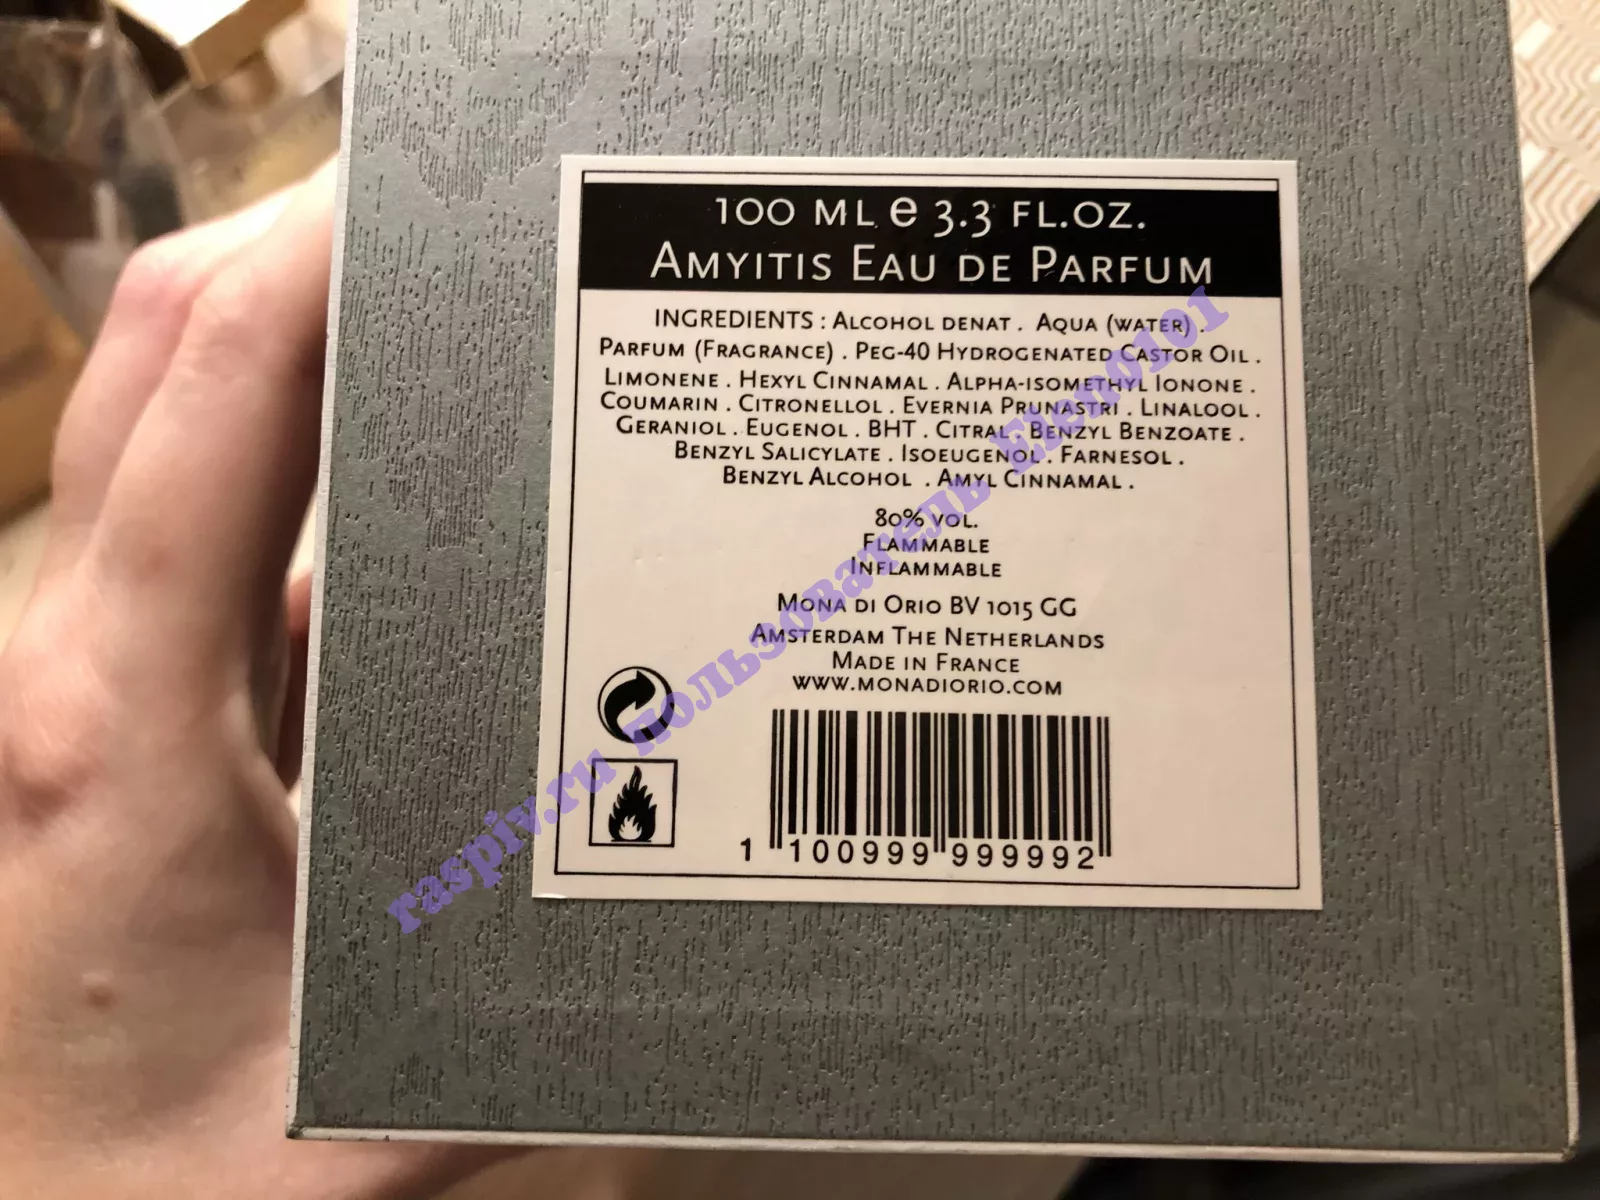 100 ML e 3.3 FL.OZ.
AMYITIS EAU DE PARFUM
INGREDIENTS : ALCOHOL DENAT . AQUA (WATER) .
PARFUM (FRAGRANCE) . PEG-40 HYDROGENATED CASTOR OIL .
LIMONENE . HEXYL CINNAMAL . ALPHA-ISOMETHYL IONONE .
COUMARIN . CITRONELLOL . EVERNIA PRUNASTRI . LINALOOL .
GERANIOL . EUGENOL . BHT . CITRAL . BENZYL BENZOATE .
BENZYL SALICYLATE . ISOEUGENOL . FARNESOL .
BENZYL ALCOHOL . AMYL CINNAMAL .
80% VOL.
FLAMMABLE
INFLAMMABLE
MONA DI ORIO BV 1015 GG
AMSTERDAM THE NETHERLANDS
MADE IN FRANCE
WWW.MONADIORIO.COM
1 100999 999992
raspiv.ru пользователь Elen0101